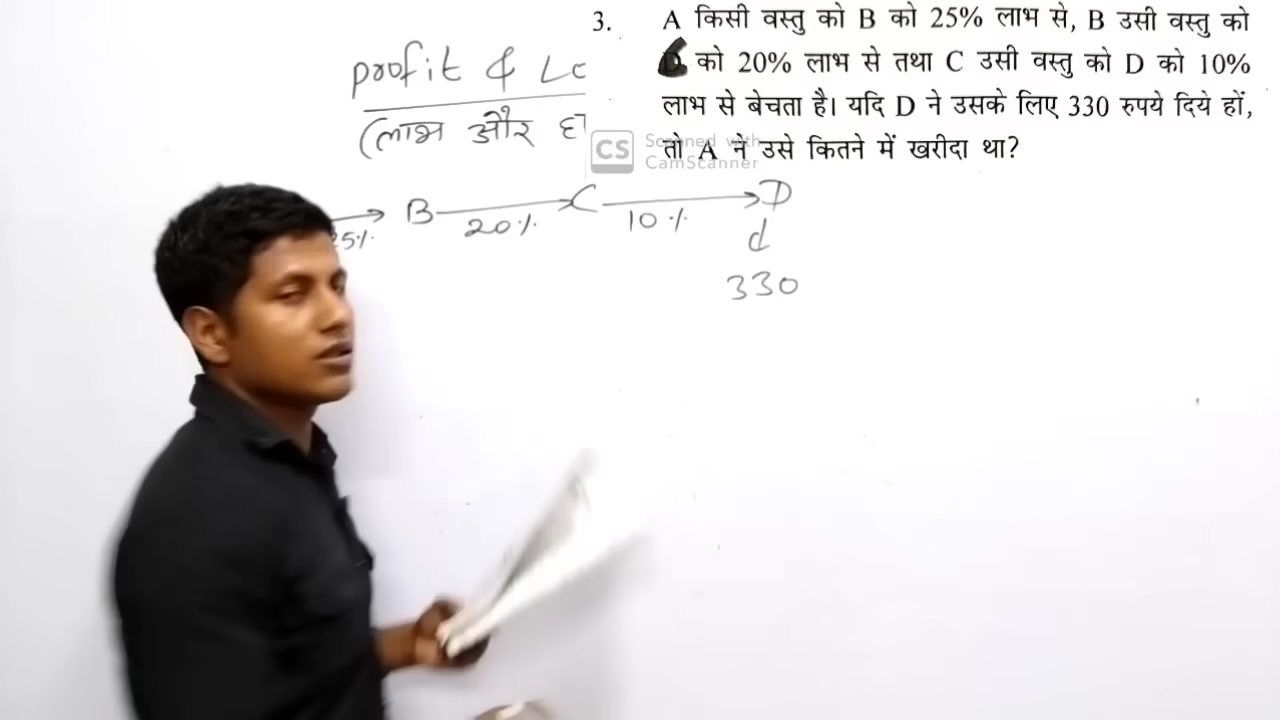 3. A किसी वस्तु को B को 25% लाभ से, B उसी वस्तु को
को 20% लाभ से तथा C उसी वस्तु को D को 10%
लाभ से बेचता है। यदि D ने उसके लिए 330 रुपये दिये हों,
तो A ने उसे कितने में खरीदा था?
CS Scanned with
CamScanner
profit &
(लाभ और
B C D
25% 20% 10%
330